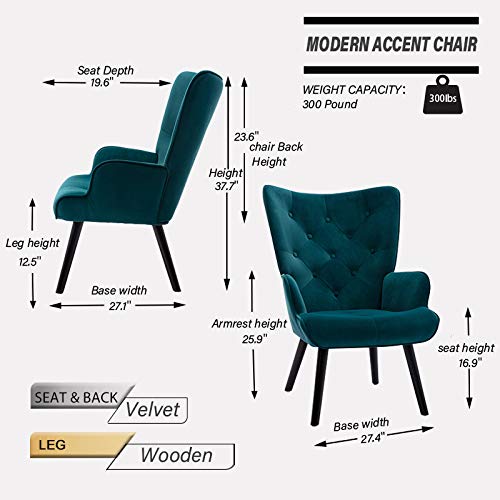 MODERN ACCENT CHAIR
WEIGHT CAPACITY:
300 Pound
300lbs
Seat Depth
19.6"
23.6"
chair Back
Height
Height
37.7"
Leg height
12.5"
Base width
27.1"
Armrest height
25.9"
seat height
16.9"
Base width
27.4"
SEAT & BACK
Velvet
LEG
Wooden